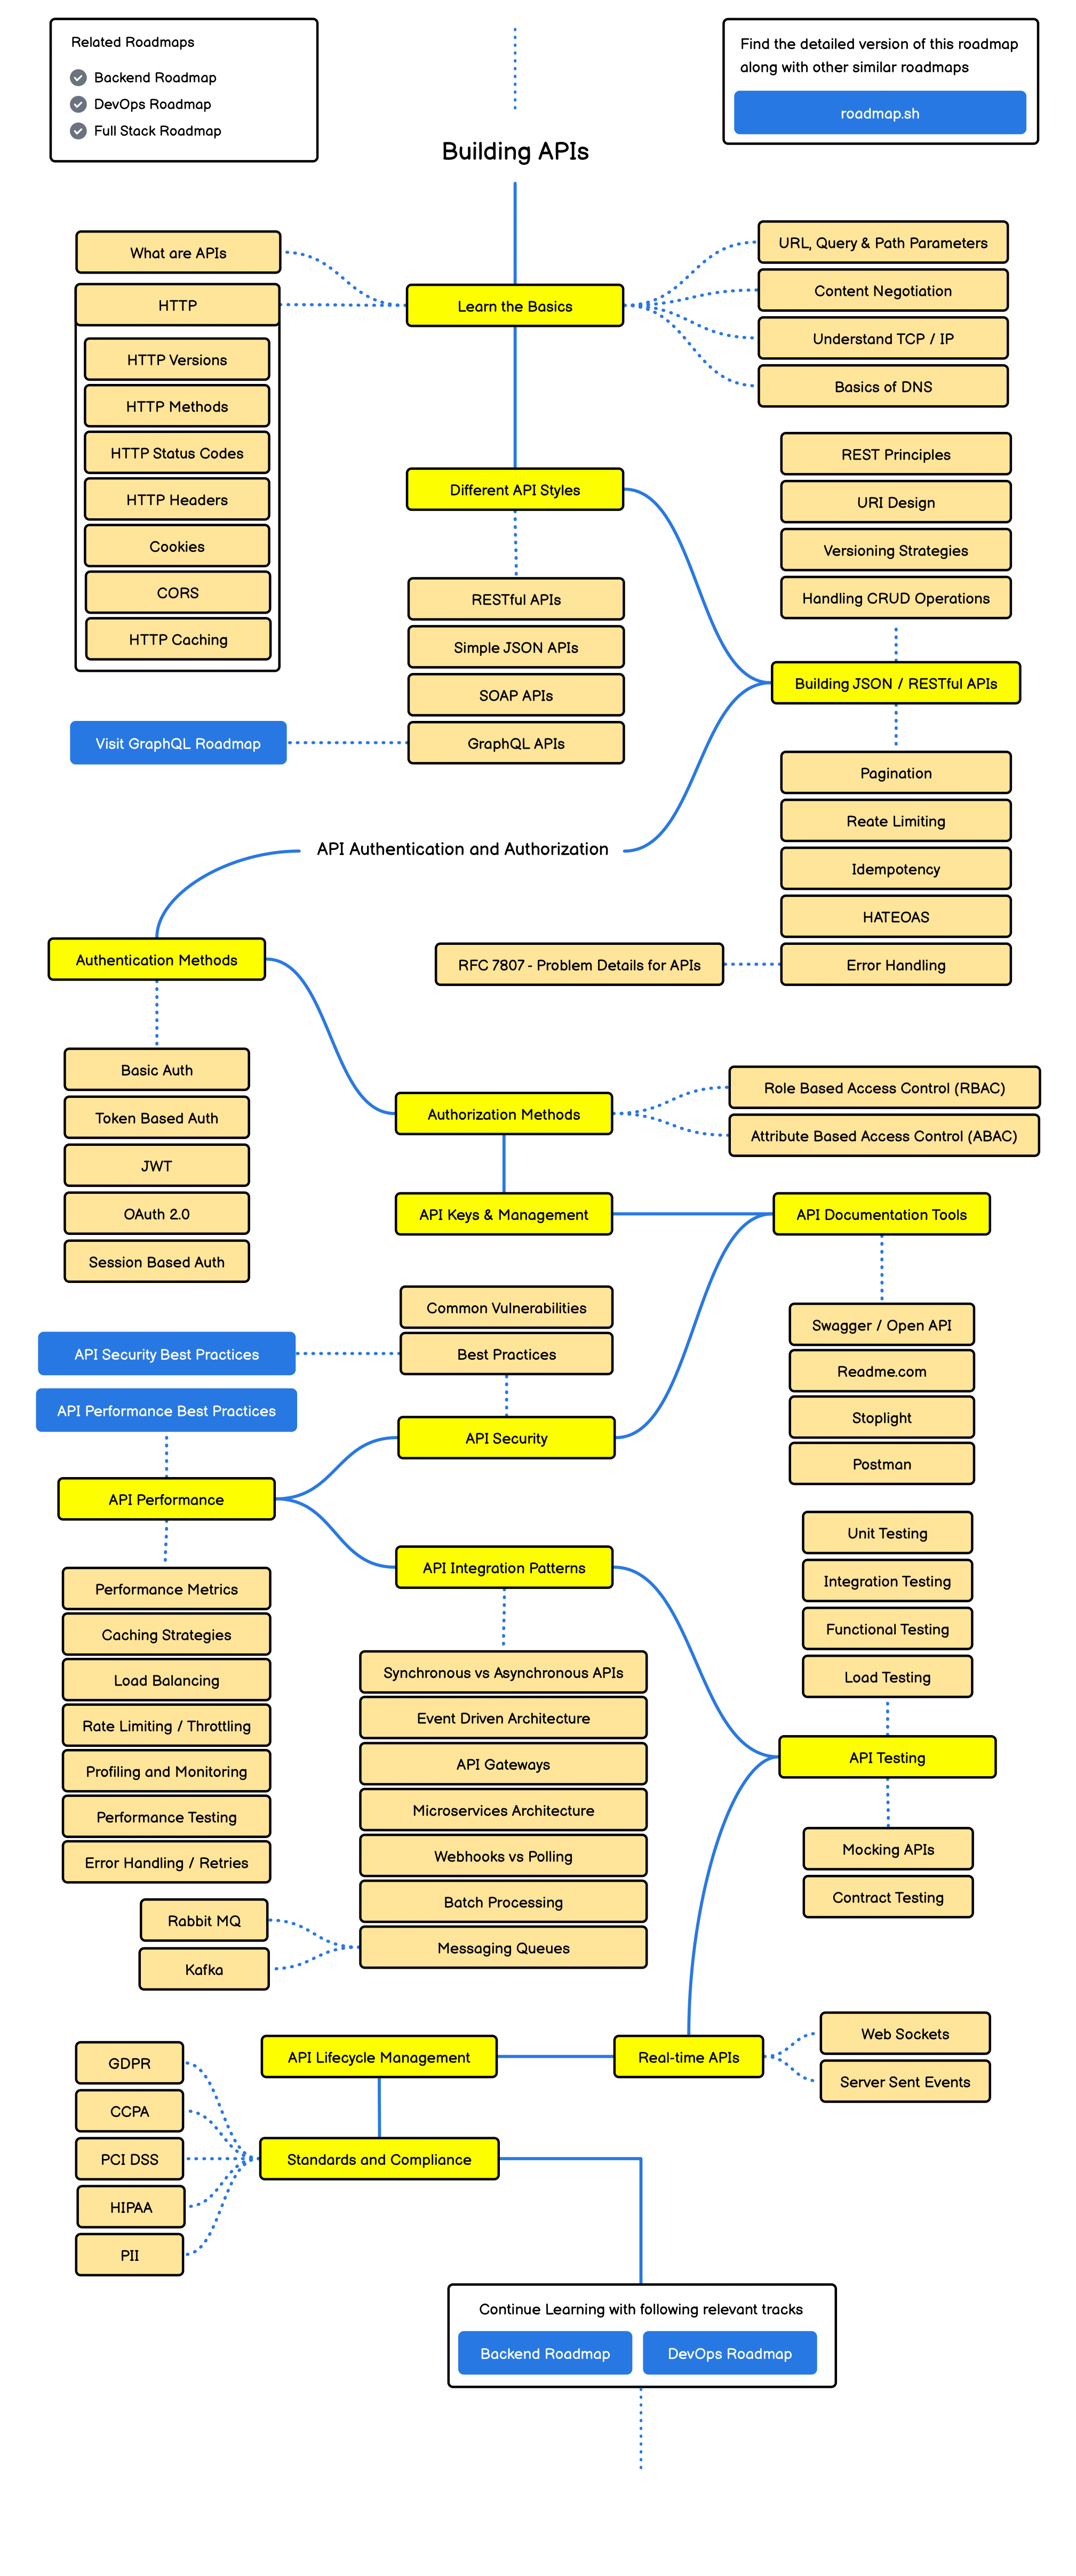 Related Roadmaps
Backend Roadmap
DevOps Roadmap
Full Stack Roadmap
Find the detailed version of this roadmap
along with other similar roadmaps
roadmap.sh
Building APIs
What are APIs
HTTP
HTTP Versions
HTTP Methods
HTTP Status Codes
HTTP Headers
Cookies
CORS
HTTP Caching
Learn the Basics
URL, Query & Path Parameters
Content Negotiation
Understand TCP / IP
Basics of DNS
Different API Styles
RESTful APIs
Simple JSON APIs
SOAP APIs
GraphQL APIs
Visit GraphQL Roadmap
REST Principles
URI Design
Versioning Strategies
Handling CRUD Operations
Building JSON / RESTful APIs
Pagination
Reate Limiting
Idempotency
HATEOAS
Error Handling
RFC 7807 - Problem Details for APIs
API Authentication and Authorization
Authentication Methods
Basic Auth
Token Based Auth
JWT
OAuth 2.0
Session Based Auth
Authorization Methods
Role Based Access Control (RBAC)
Attribute Based Access Control (ABAC)
API Keys & Management
API Documentation Tools
Swagger / Open API
Readme.com
Stoplight
Postman
Common Vulnerabilities
Best Practices
API Security Best Practices
API Security
API Performance Best Practices
API Performance
Performance Metrics
Caching Strategies
Load Balancing
Rate Limiting / Throttling
Profiling and Monitoring
Performance Testing
Error Handling / Retries
API Integration Patterns
Synchronous vs Asynchronous APIs
Event Driven Architecture
API Gateways
Microservices Architecture
Webhooks vs Polling
Batch Processing
Messaging Queues
Rabbit MQ
Kafka
Unit Testing
Integration Testing
Functional Testing
Load Testing
API Testing
Mocking APIs
Contract Testing
Real-time APIs
Web Sockets
Server Sent Events
API Lifecycle Management
Standards and Compliance
GDPR
CCPA
PCI DSS
HIPAA
PII
Continue Learning with following relevant tracks
Backend Roadmap
DevOps Roadmap